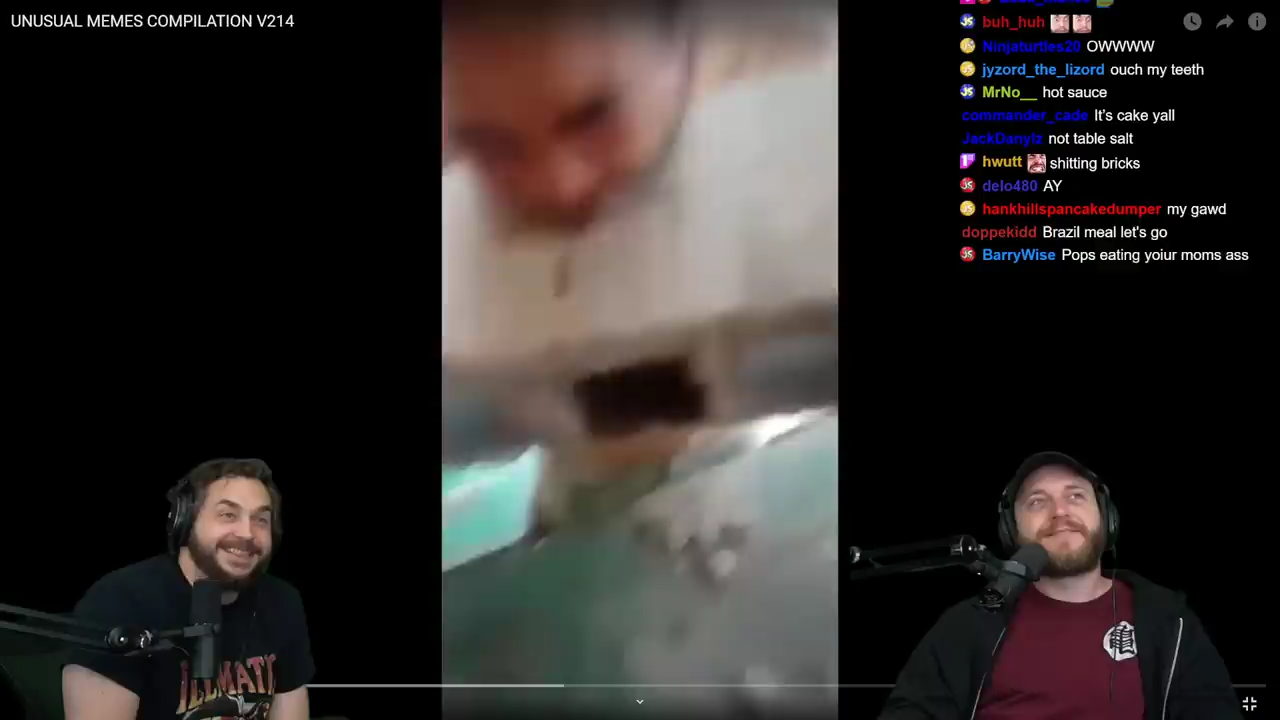 UNUSUAL MEMES COMPILATION V214
buh_huh
Ninjaturtles20 OWWWW
jyzord_the_lizord ouch my teeth
MrNo__ hot sauce
commander_cade It's cake yall
JackDanylz not table salt
hwutt shitting bricks
delo480 AY
hankhillspancakedumper my gawd
doppekidd Brazil meal let's go
BarryWise Pops eating yoiur moms ass